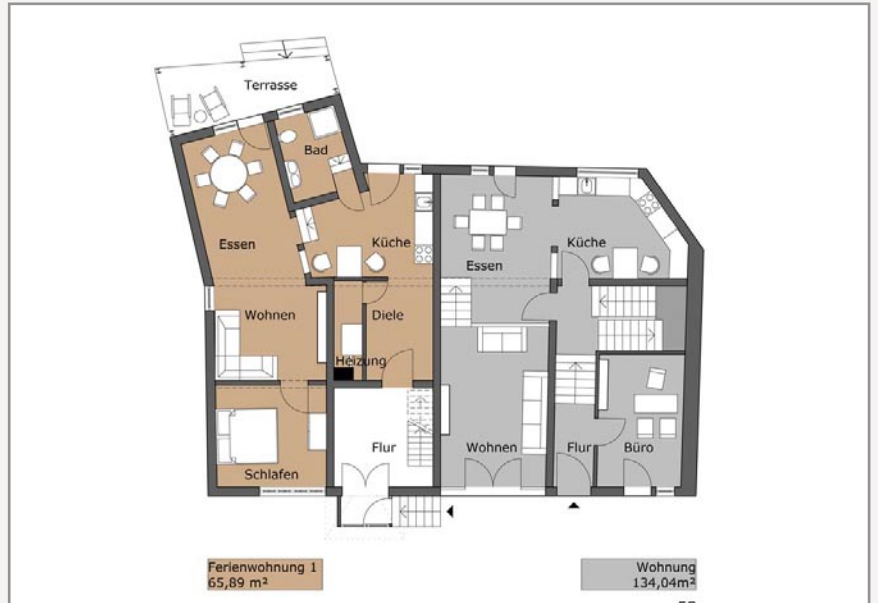 Terrasse
Bad
Essen
Küche
Essen
Küche
Wohnen
Diele
Heizung
Schlafen
Flur
Wohnen
Flur
Büro
Ferienwohnung 1
65,89 m²
Wohnung
134,04m²